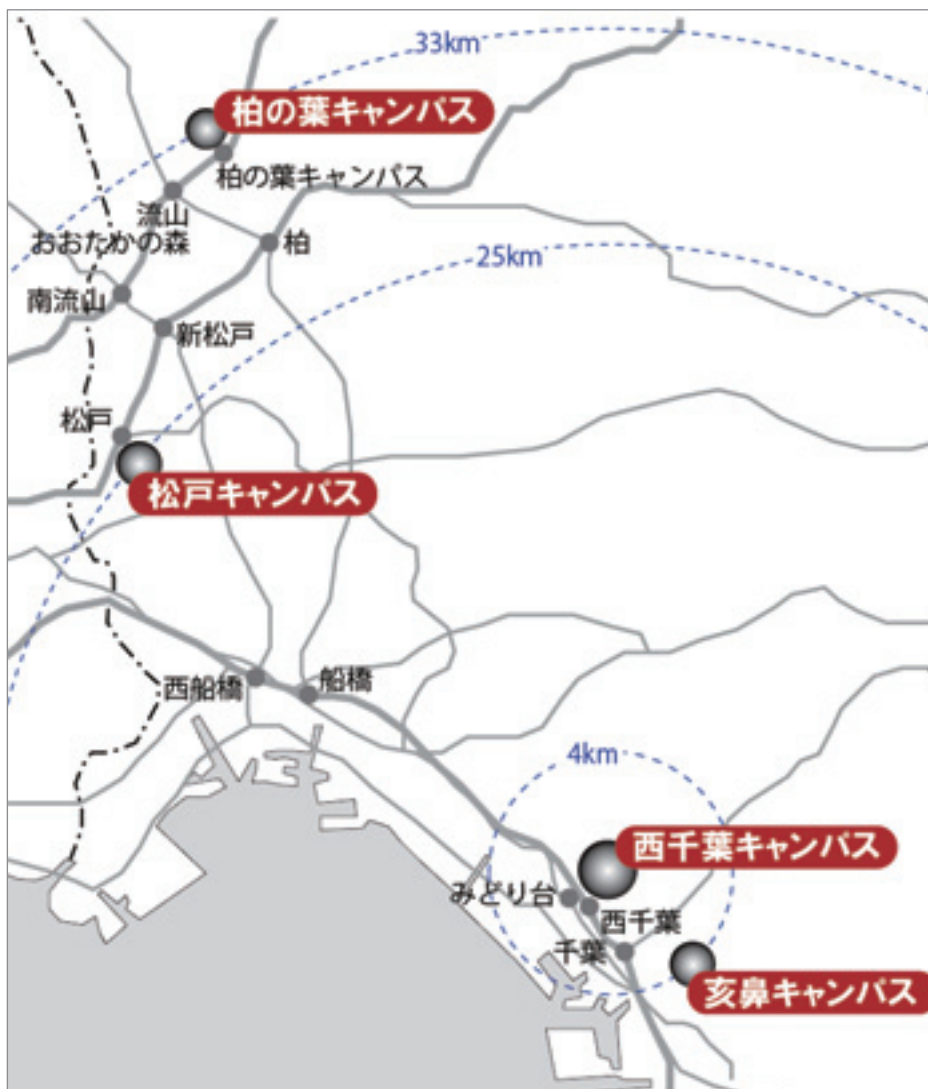 33km
柏の葉キャンパス
柏の葉キャンパス
流山
おおたかの森
柏
25km
南流山
新松戸
松戸
松戸キャンパス
西船橋
船橋
4km
西千葉キャンパス
みどり台
西千葉
千葉
亥鼻キャンパス